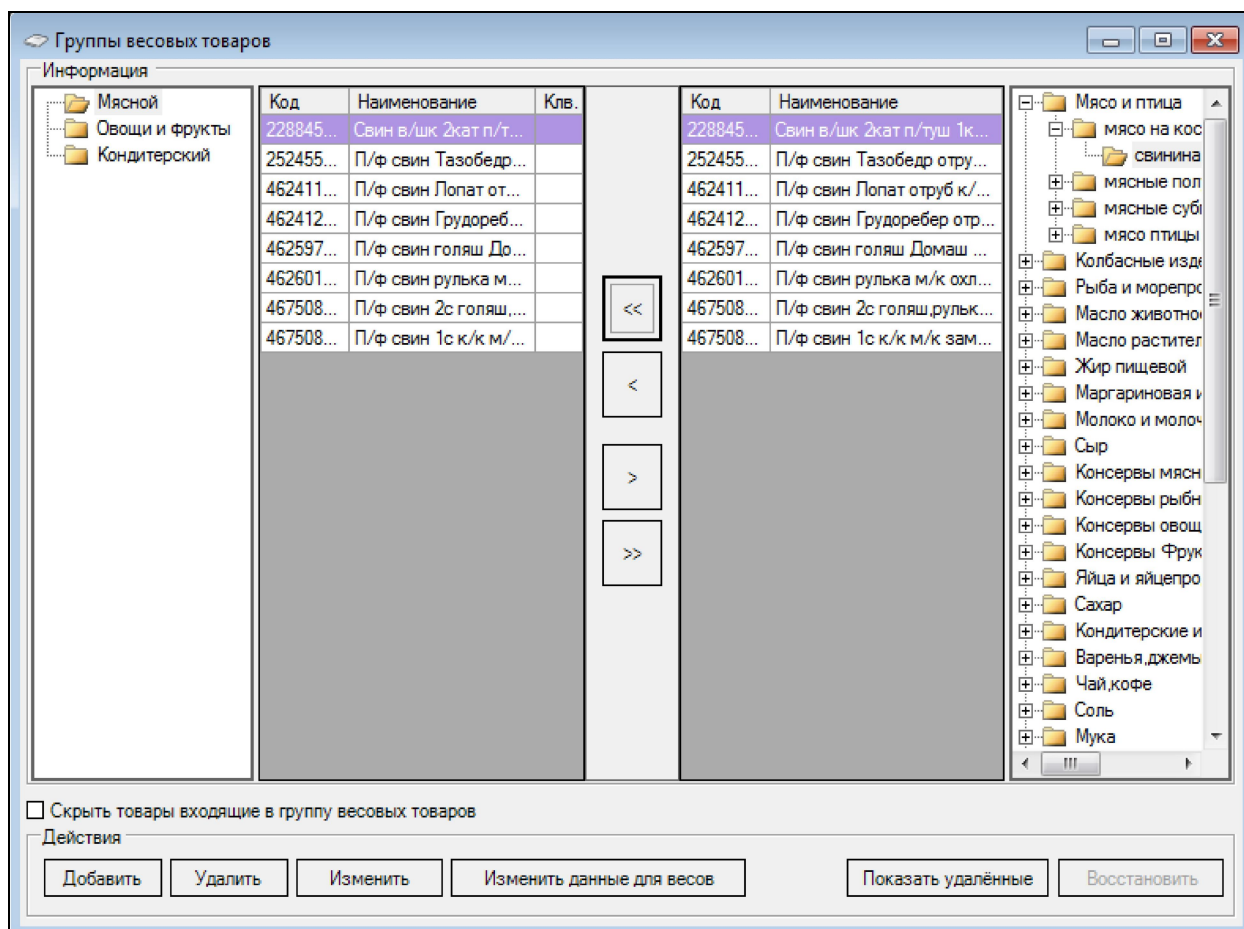 Группы весовых товаров
Информация
Мясной
Овощи и фрукты
Кондитерский
Код Наименование Клв.
228845... Свин в/шк 2кат п/т...
252455... П/ф свин Тазобедр...
462411... П/ф свин Лопат от...
462412... П/ф свин Грудореб...
462597... П/ф свин голяш До...
462601... П/ф свин рулька м...
467508... П/ф свин 2с голяш,...
467508... П/ф свин 1с к/к м/...
<<
<
>
>>
Код Наименование
228845... Свин в/шк 2кат п/туш 1к...
252455... П/ф свин Тазобедр отру...
462411... П/ф свин Лопат отруб к/...
462412... П/ф свин Грудоребер отр...
462597... П/ф свин голяш Домаш ...
462601... П/ф свин рулька м/к охл...
467508... П/ф свин 2с голяш,рульк...
467508... П/ф свин 1с к/к м/к зам...
Мясо и птица
мясо на кос
свинина
мясные пол
мясные суб
мясо птицы
Колбасные изде
Рыба и морепро
Масло животно
Масло растител
Жир пищевой
Маргариновая и
Молоко и молоч
Сыр
Консервы мясн
Консервы рыбн
Консервы овощ
Консервы Фрук
Яйца и яйцепро
Сахар
Кондитерские и
Варенья,джемы
Чай,кофе
Соль
Мука
Скрыть товары входящие в группу весовых товаров
Действия
Добавить Удалить Изменить Изменить данные для весов Показать удалённые Восстановить